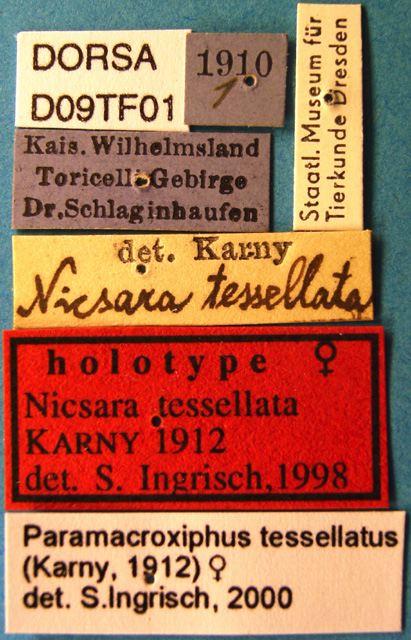 DORSA
D09TF01
1910
1
Staatl. Museum für
Tierkunde Dresden
Kais. Wilhelmsland
Toricelli Gebirge
Dr. Schlaginhaufen
det. Karny
Nicsara tessellata
holotype ♀
Nicsara tessellata
KARNY 1912
det. S. Ingrisch, 1998
Paramacroxiphus tessellatus
(Karny, 1912) ♀
det. S.Ingrisch, 2000